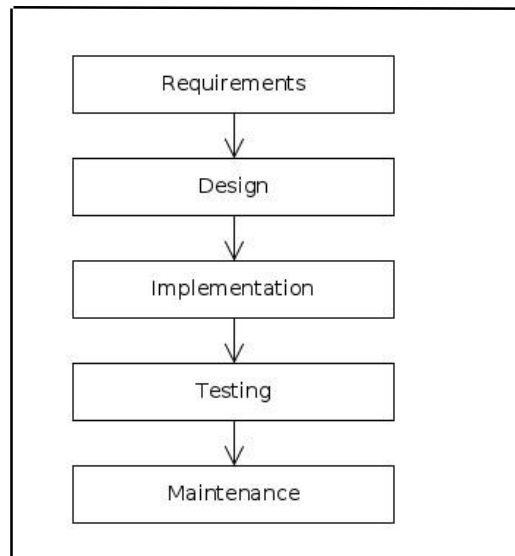 Requirements
Design
Implementation
Testing
Maintenance